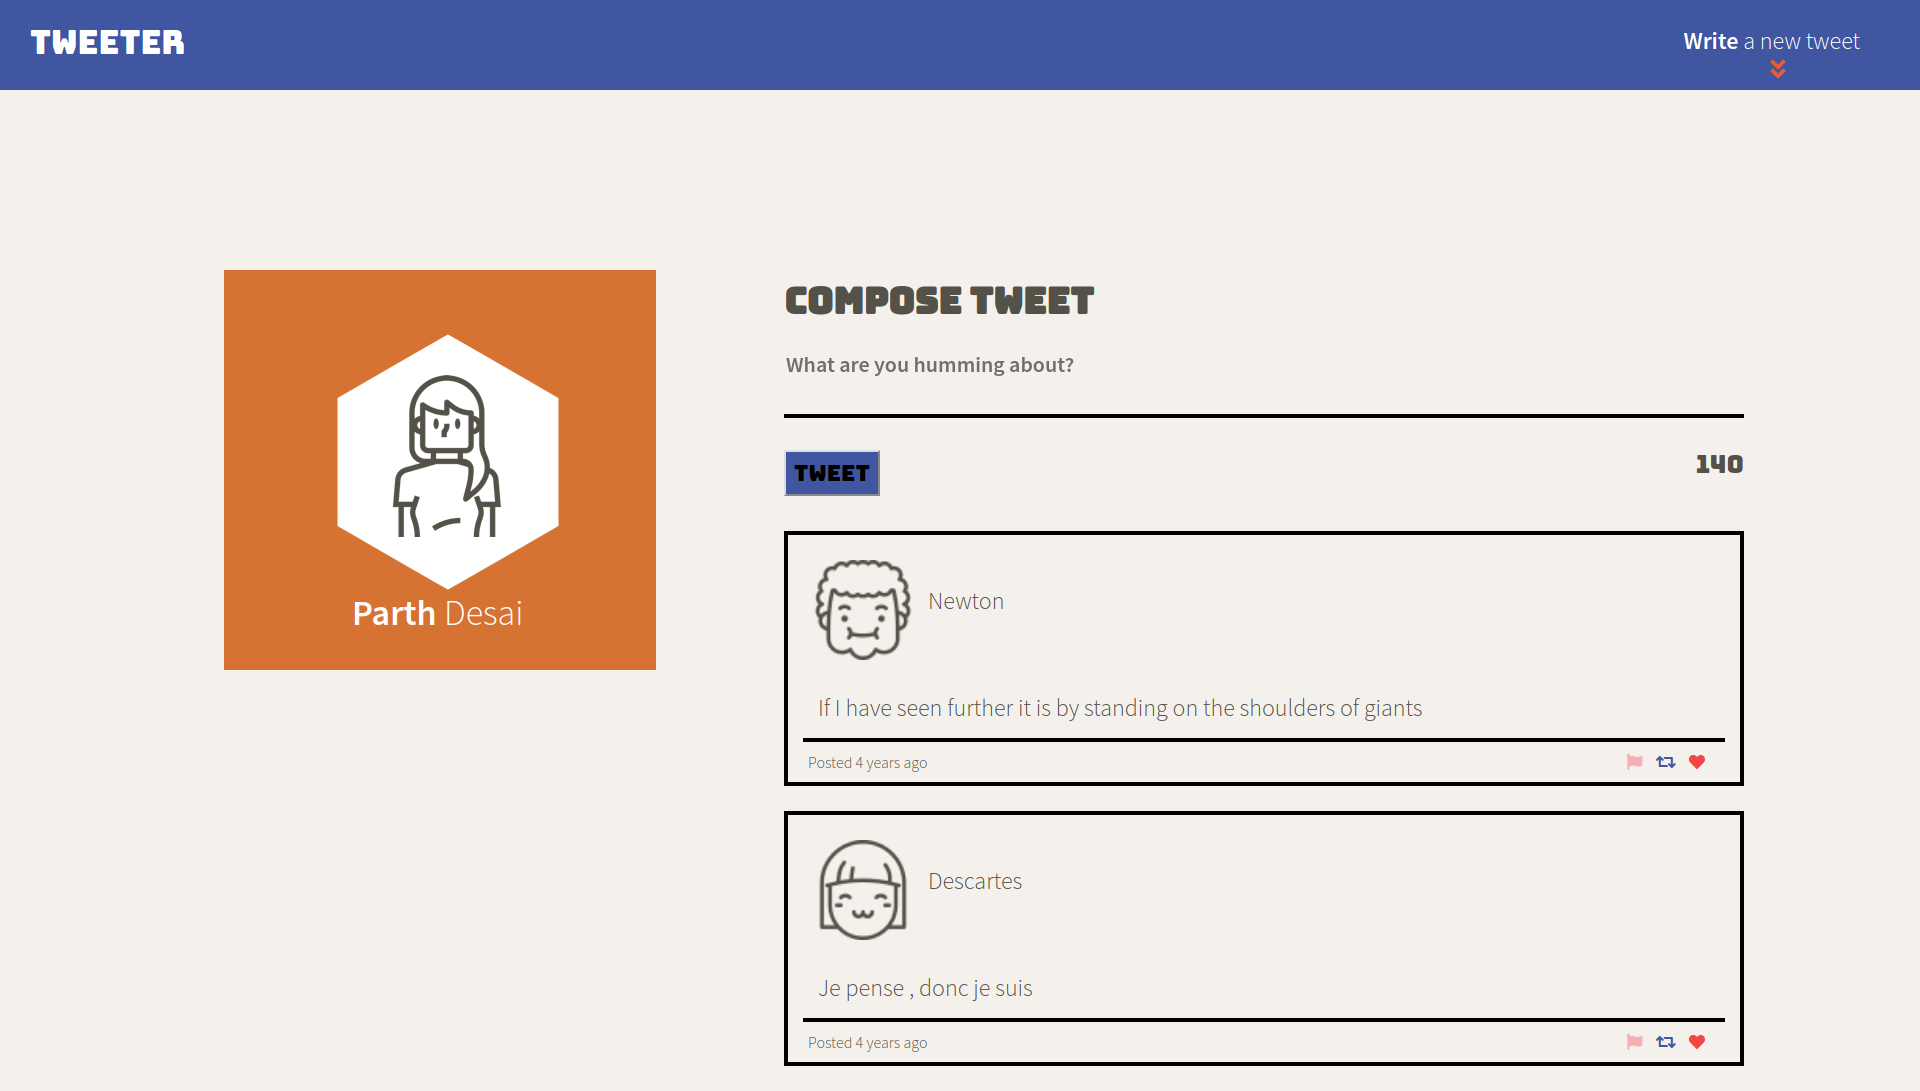 TWEETER
Write a new tweet
Parth Desai
COMPOSE TWEET
What are you humming about?
TWEET
140
Newton
If I have seen further it is by standing on the shoulders of giants
Posted 4 years ago
Descartes
Je pense , donc je suis
Posted 4 years ago